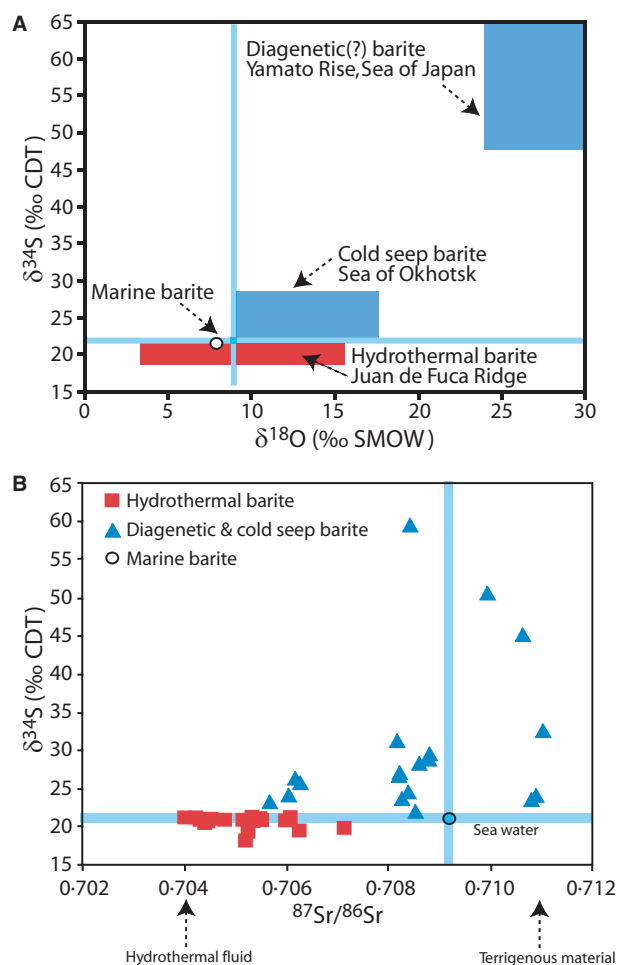 A
65
60
55
50
45
40
35
30
25
20
15
δ34S (‰ CDT)
Diagenetic(?) barite
Yamato Rise, Sea of Japan
Cold seep barite
Sea of Okhotsk
Marine barite
Hydrothermal barite
Juan de Fuca Ridge
0 5 10 15 20 25 30
δ18O (‰ SMOW)
B
65
60
55
50
45
40
35
30
25
20
15
δ34S (‰ CDT)
Hydrothermal barite
Diagenetic & cold seep barite
Marine barite
Sea water
0·702 0·704 0·706 0·708 0·710 0·712
87Sr/86Sr
Hydrothermal fluid
Terrigenous material